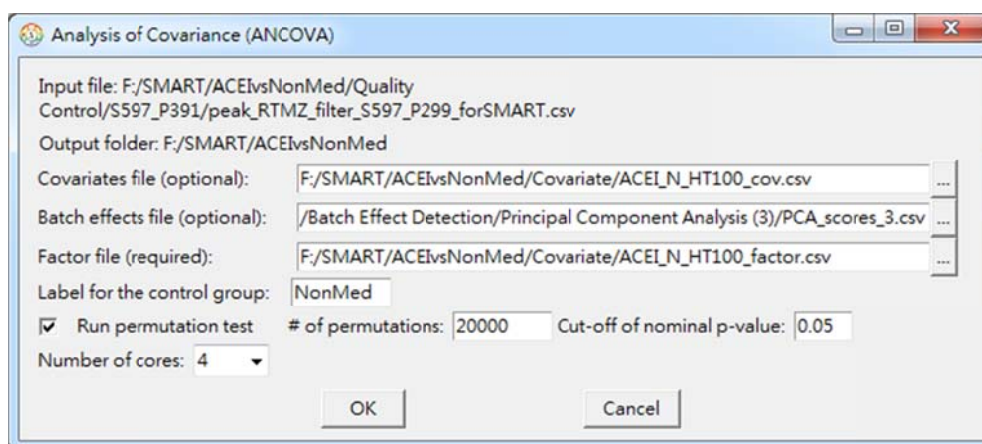 Analysis of Covariance (ANCOVA)
Input file: F:/SMART/ACEIvsNonMed/Quality
Control/S597_P391/peak_RTMZ_filter_S597_P299_forSMART.csv
Output folder: F:/SMART/ACEIvsNonMed
Covariates file (optional): F:/SMART/ACEIvsNonMed/Covariate/ACEI_N_HT100_cov.csv ...
Batch effects file (optional): /Batch Effect Detection/Principal Component Analysis (3)/PCA_scores_3.csv ...
Factor file (required): F:/SMART/ACEIvsNonMed/Covariate/ACEI_N_HT100_factor.csv ...
Label for the control group: NonMed
Run permutation test # of permutations: 20000 Cut-off of nominal p-value: 0.05
Number of cores: 4
OK Cancel